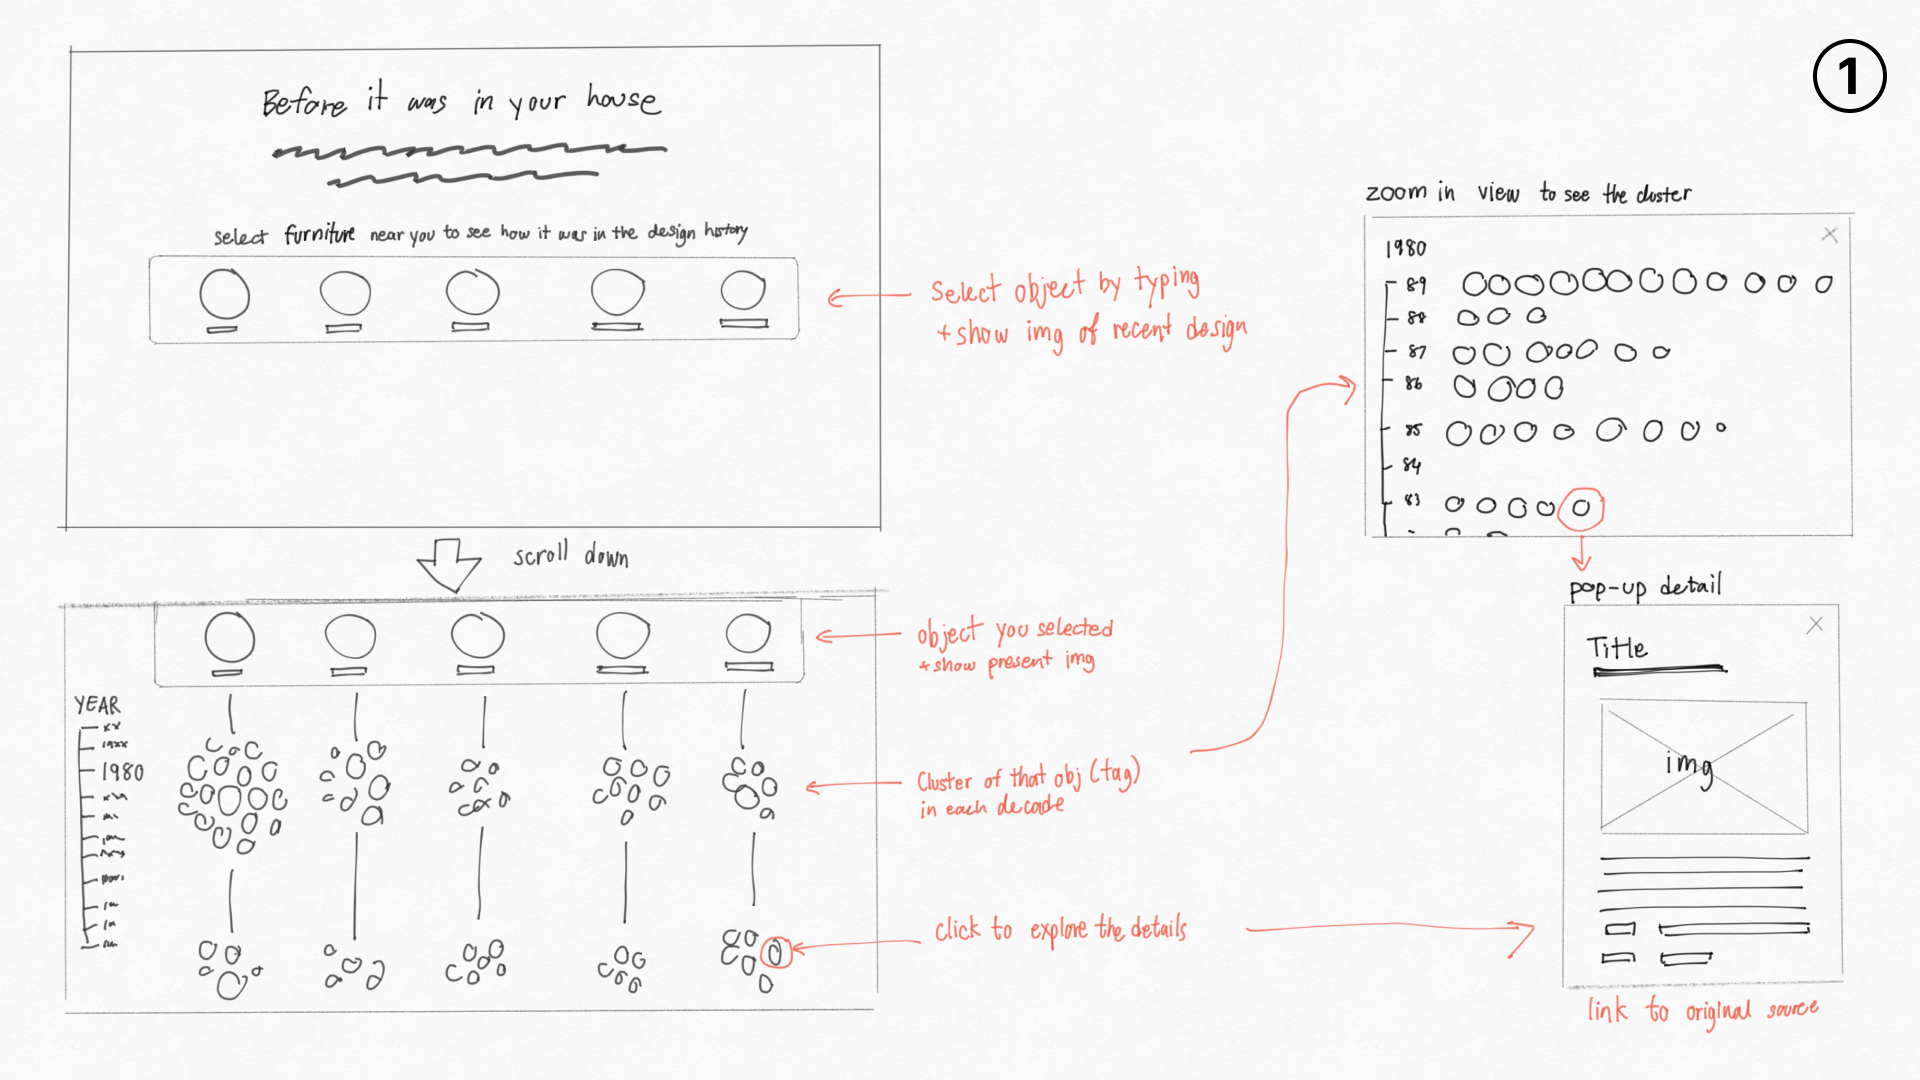 1
Before it was in your house
select furniture near you to see how it was in the design history
Select object by typing
+ show img of recent design
scroll down
object you selected
+ show present img
YEAR
xx
19xx
1980
Cluster of that obj (tag)
in each decade
click to explore the details
zoom in view to see the cluster
1980
89
88
87
86
85
84
83
pop-up detail
Title
img
link to original source